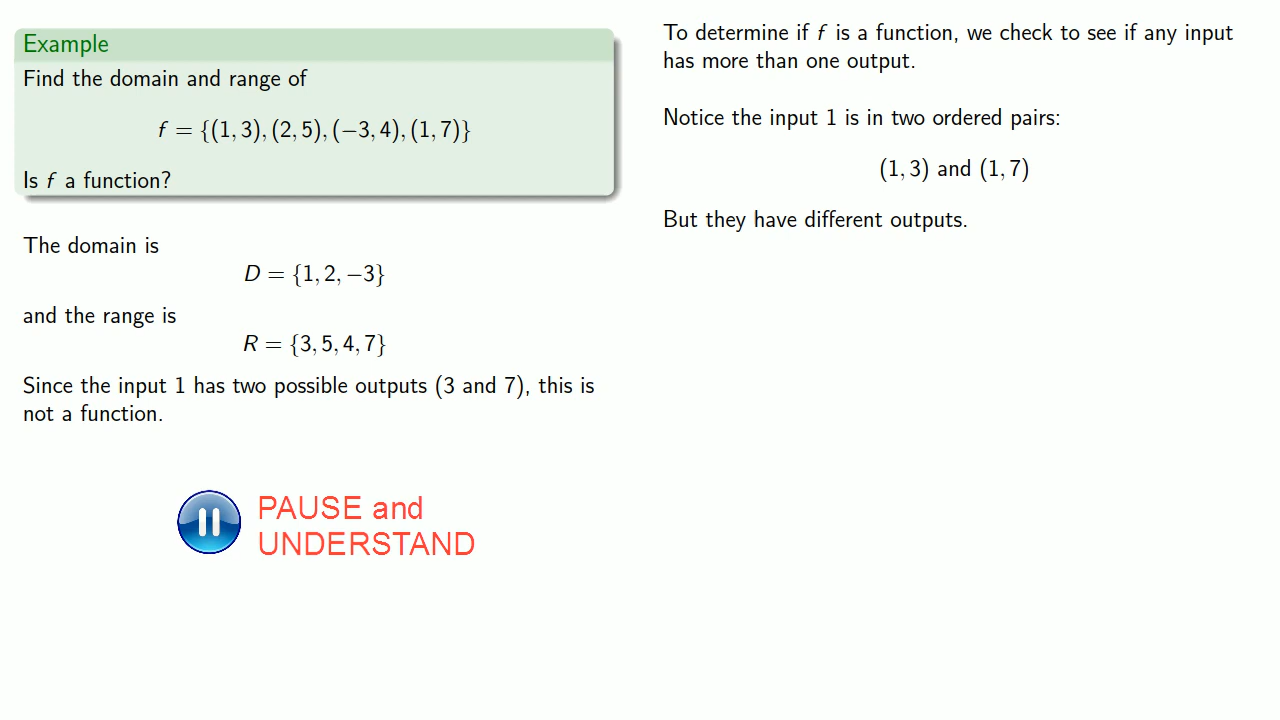 Example
Find the domain and range of
f = {(1, 3), (2, 5), (−3, 4), (1, 7)}
Is f a function?
The domain is
D = {1, 2, −3}
and the range is
R = {3, 5, 4, 7}
Since the input 1 has two possible outputs (3 and 7), this is
not a function.
PAUSE and
UNDERSTAND
To determine if f is a function, we check to see if any input
has more than one output.
Notice the input 1 is in two ordered pairs:
(1, 3) and (1, 7)
But they have different outputs.